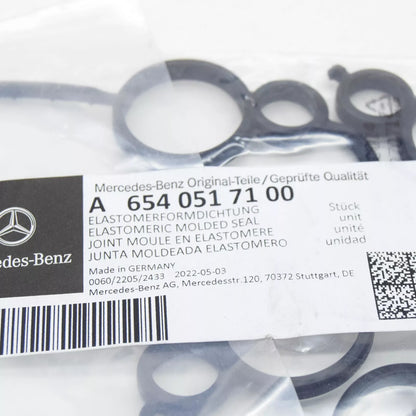 Mercedes-Benz Original-Teile/Geprüfte Qualität
A 654 051 71 00
ELASTOMERFORMDICHTUNG Stück
ELASTOMERIC MOLDED SEAL unit
JOINT MOULE EN ELASTOMERE unité
JUNTA MOLDEADA ELASTOMERO unidad
Made in GERMANY
0060/2205/2433 2022-05-03
Mercedes-Benz AG, Mercedesstr.120, 70372 Stuttgart, DE
cedes-Benz